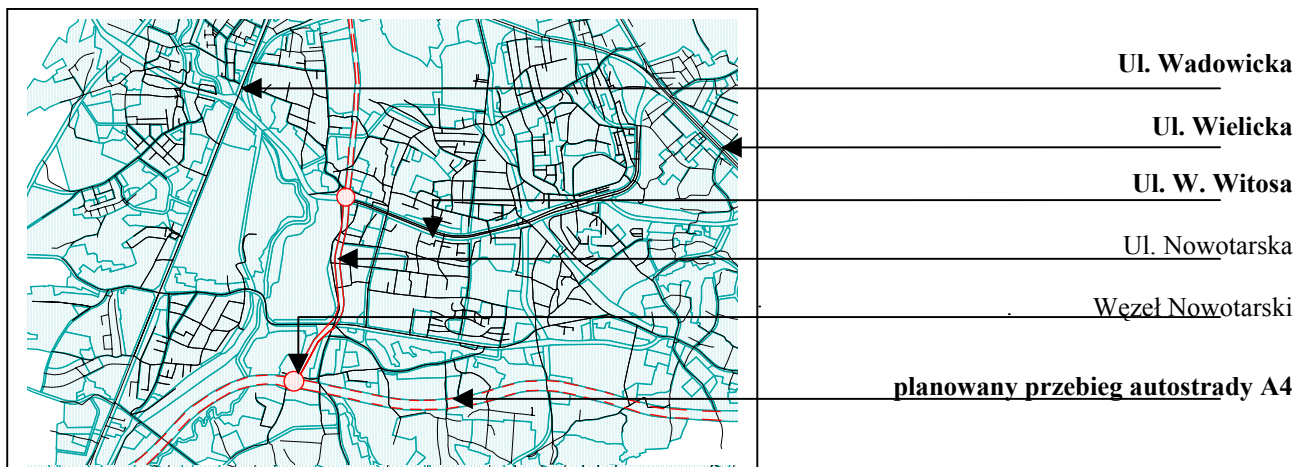 Ul. Wadowicka
Ul. Wielicka
Ul. W. Witosa
Ul. Nowotarska
Węzeł Nowotarski
planowany przebieg autostrady A4